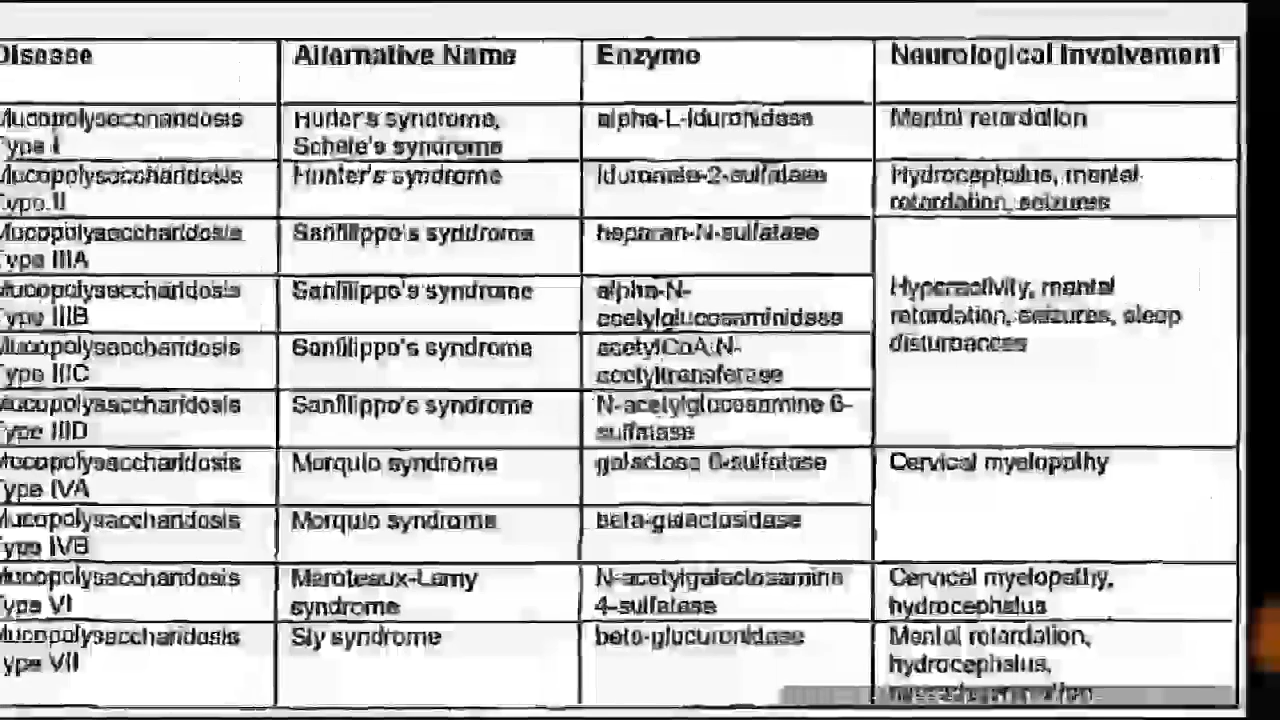 Disease Alternative Name Enzyme Neurological Involvement
Mucopolysaccharidosis Hurler's syndrome, alpha-L-iduronidase Mental retardation
Type I Scheie's syndrome
Mucopolysaccharidosis Hunter's syndrome Iduronate-2-sulfatase Hydrocephalus, mental
Type II retardation, seizures
Mucopolysaccharidosis Sanfilippo's syndrome heparan-N-sulfatase
Type IIIA
Mucopolysaccharidosis Sanfilippo's syndrome alpha-N- Hyperactivity, mental
Type IIIB acetylglucosaminidase retardation, seizures, sleep
Mucopolysaccharidosis Sanfilippo's syndrome acetylCoA:N- disturbances
Type IIIC acetyltransferase
Mucopolysaccharidosis Sanfilippo's syndrome N-acetylglucosamine 6-
Type IIID sulfatase
Mucopolysaccharidosis Morquio syndrome galactose 6-sulfatase Cervical myelopathy
Type IVA
Mucopolysaccharidosis Morquio syndrome beta-galactosidase
Type IVB
Mucopolysaccharidosis Maroteaux-Lamy N-acetylgalactosamine Cervical myelopathy,
Type VI syndrome 4-sulfatase hydrocephalus
Mucopolysaccharidosis Sly syndrome beta-glucuronidase Mental retardation,
Type VII hydrocephalus,